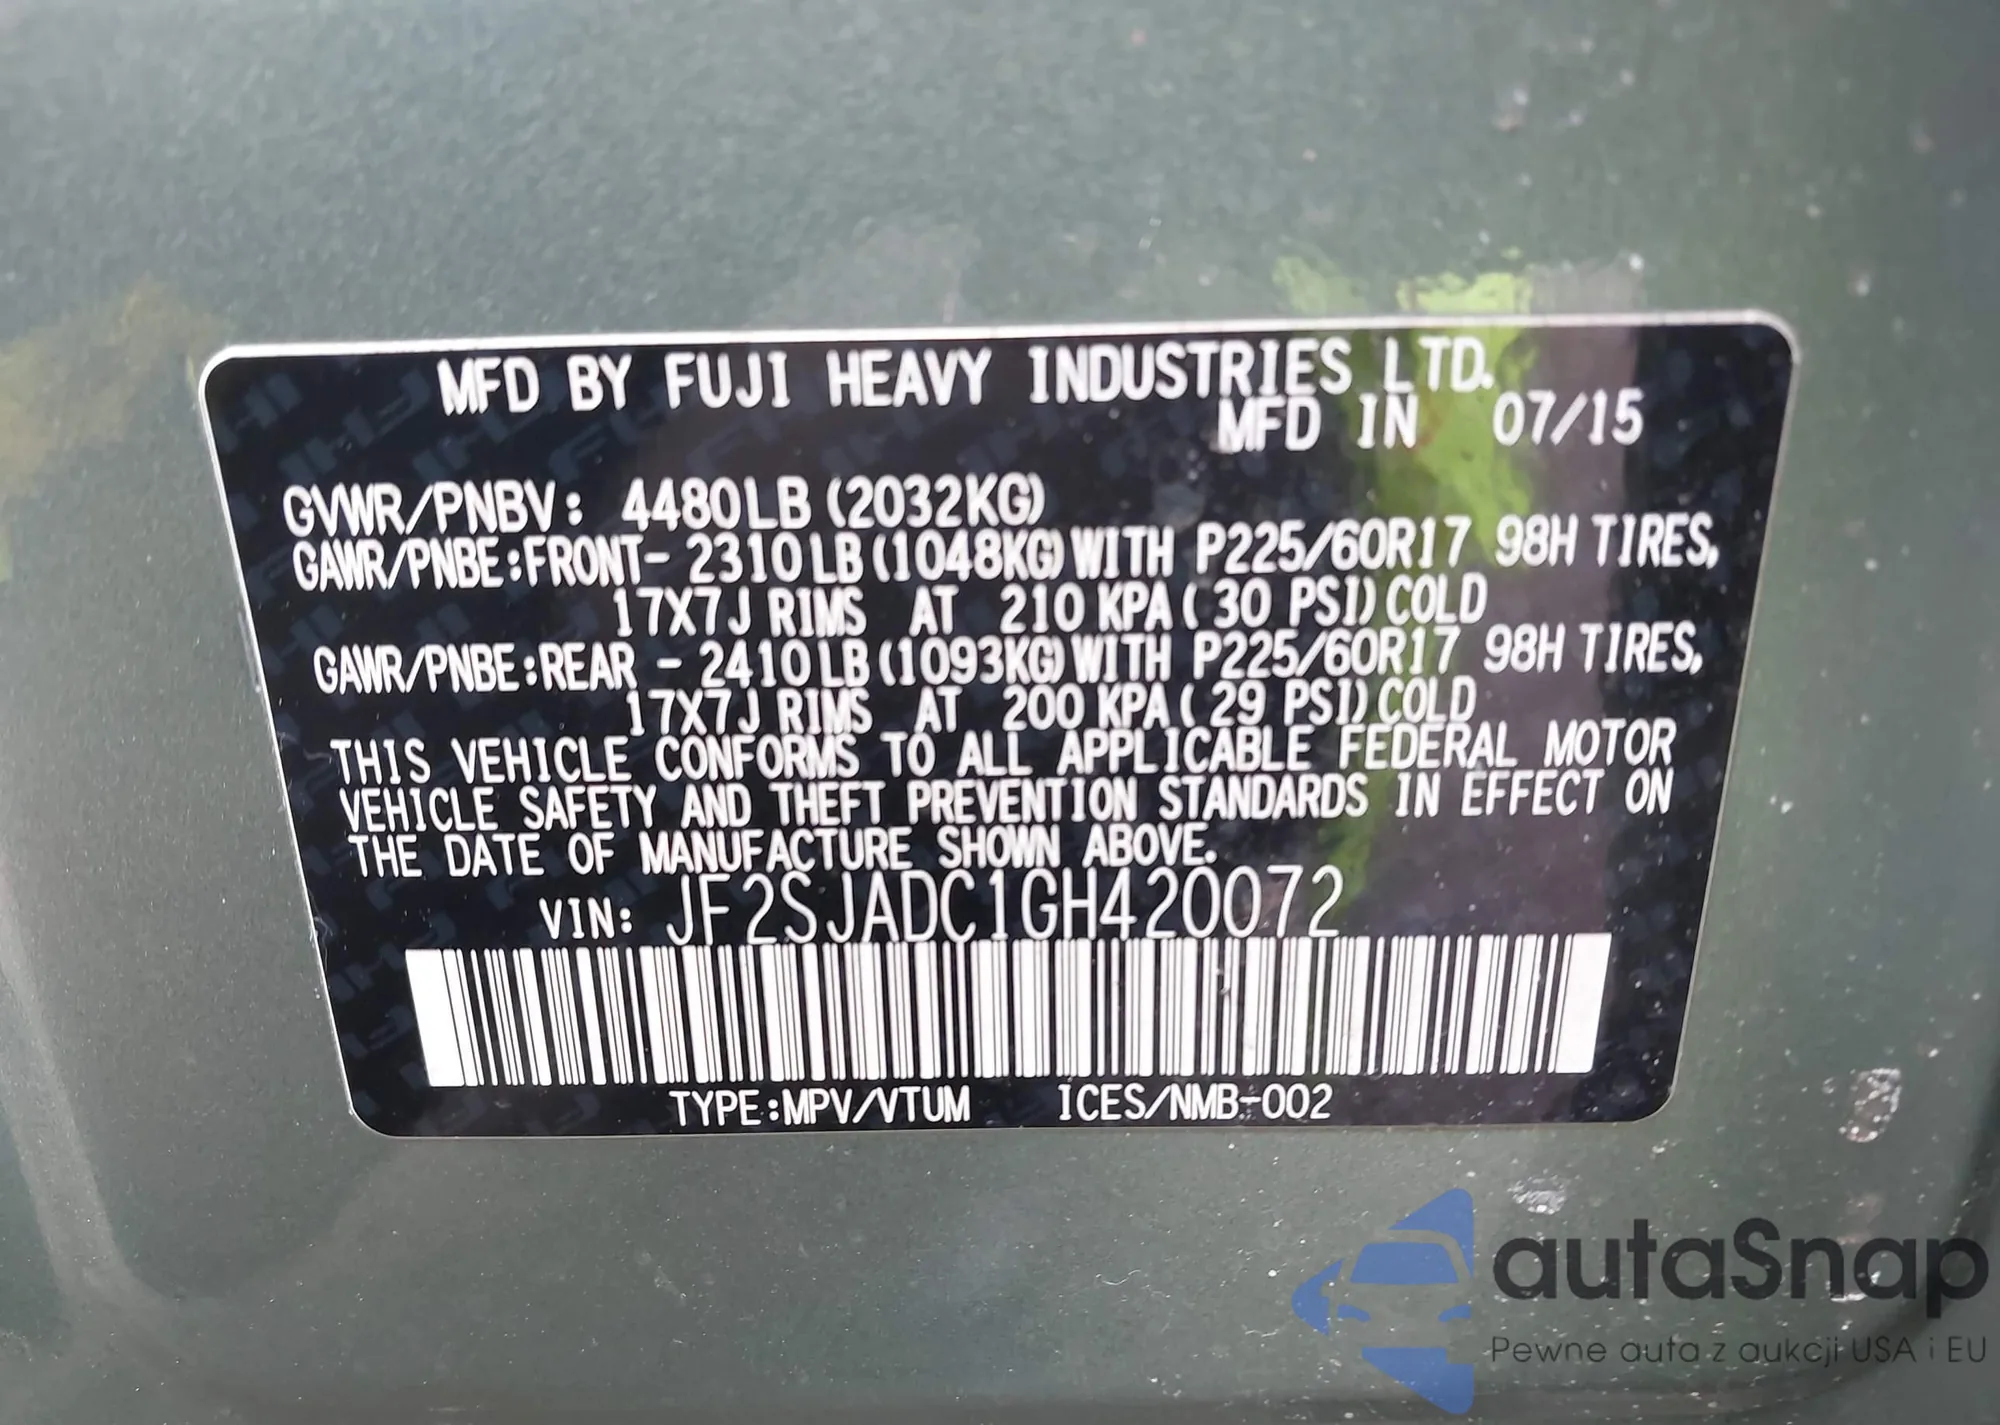 MFD BY FUJI HEAVY INDUSTRIES LTD.
MFD IN 07/15
GVWR/PNBV: 4480LB (2032KG)
GAWR/PNBE:FRONT- 2310LB (1048KG) WITH P225/60R17 98H TIRES,
17X7J RIMS AT 210 KPA ( 30 PSI) COLD
GAWR/PNBE:REAR - 2410LB (1093KG) WITH P225/60R17 98H TIRES,
17X7J RIMS AT 200 KPA ( 29 PSI) COLD
THIS VEHICLE CONFORMS TO ALL APPLICABLE FEDERAL MOTOR
VEHICLE SAFETY AND THEFT PREVENTION STANDARDS IN EFFECT ON
THE DATE OF MANUFACTURE SHOWN ABOVE.
VIN: JF2SJADC1GH420072
TYPE:MPV/VTUM ICES/NMB-002
autaSnap
Pewne auta z aukcji USA i EU